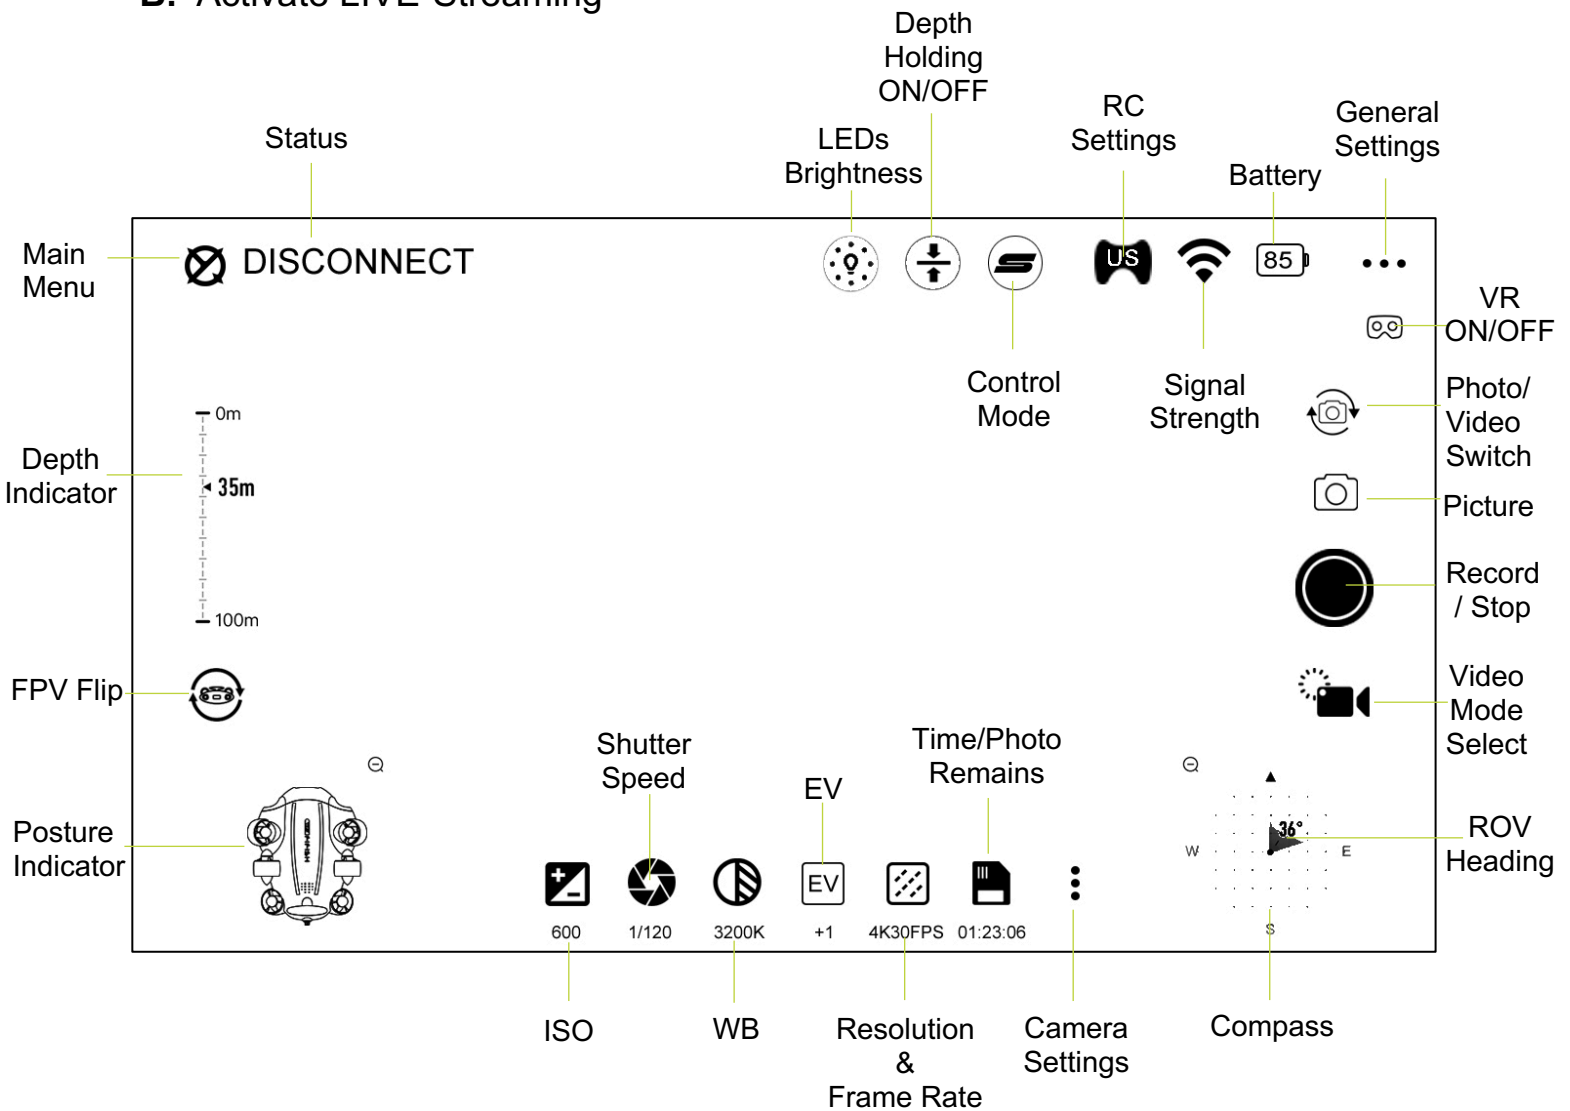 B. Activate LIVE Streaming
Depth
Holding
ON/OFF
Status
LEDs
Brightness
RC
Settings
Battery
General
Settings
Main
Menu
DISCONNECT
US
85
VR
ON/OFF
Control
Mode
Signal
Strength
Photo/
Video
Switch
0m
Depth
Indicator
35m
100m
Picture
Record
/ Stop
FPV Flip
Video
Mode
Select
Shutter
Speed
EV
Time/Photo
Remains
Posture
Indicator
EV
600
1/120
3200K
+1
4K30FPS
01:23:06
36°
W
E
S
ROV
Heading
ISO
WB
Resolution
&
Frame Rate
Camera
Settings
Compass